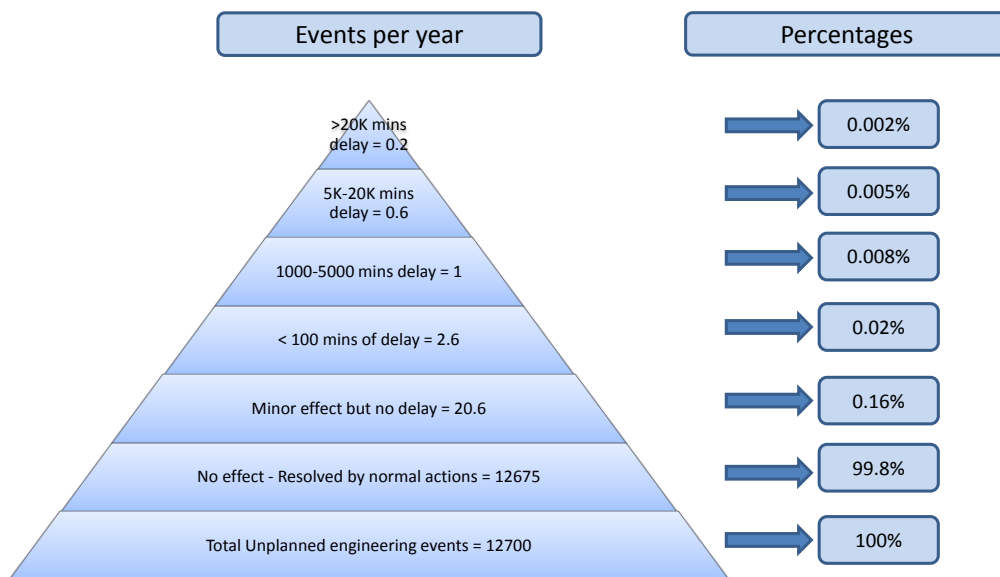 Events per year
Percentages
>20K mins
delay = 0.2
0.002%
5K-20K mins
delay = 0.6
0.005%
1000-5000 mins delay = 1
0.008%
< 100 mins of delay = 2.6
0.02%
Minor effect but no delay = 20.6
0.16%
No effect - Resolved by normal actions = 12675
99.8%
Total Unplanned engineering events = 12700
100%